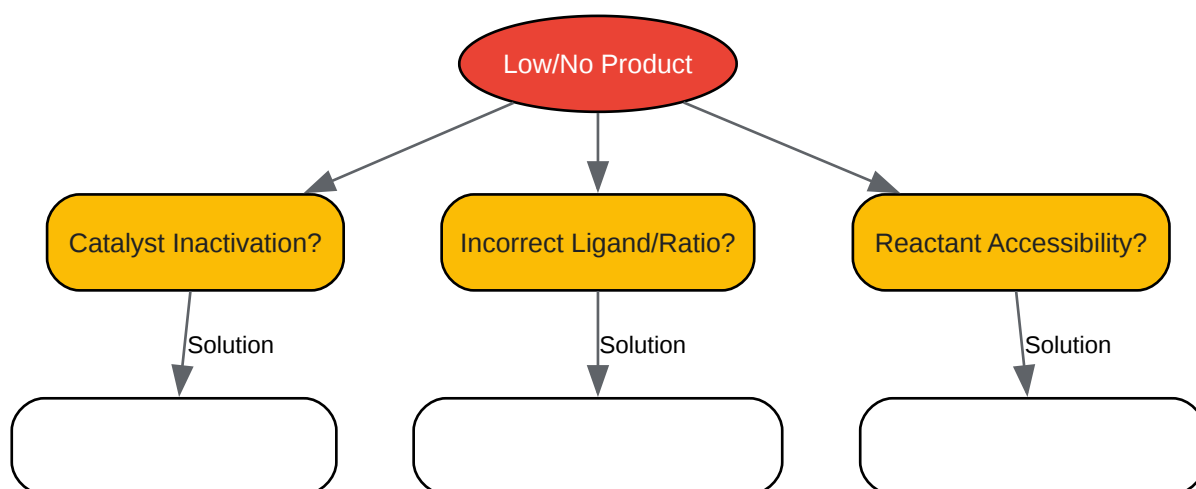 Low/No Product
Catalyst Inactivation?
Incorrect Ligand/Ratio?
Reactant Accessibility?
Solution
Solution
Solution